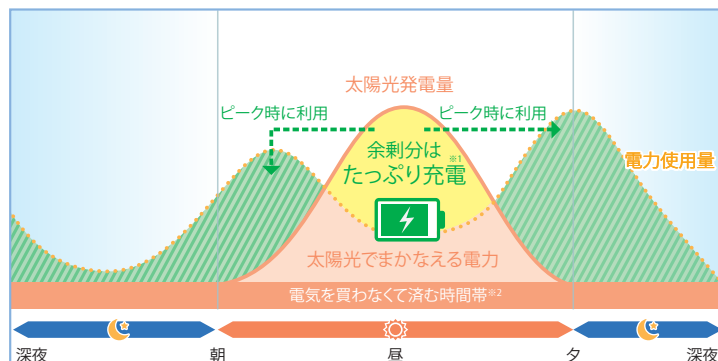 太陽光発電量
ピーク時に利用
ピーク時に利用
余剰分は
たっぷり充電※1
電力使用量
太陽光でまかなえる電力
電気を買わなくて済む時間帯※2
深夜
朝
昼
夕
深夜